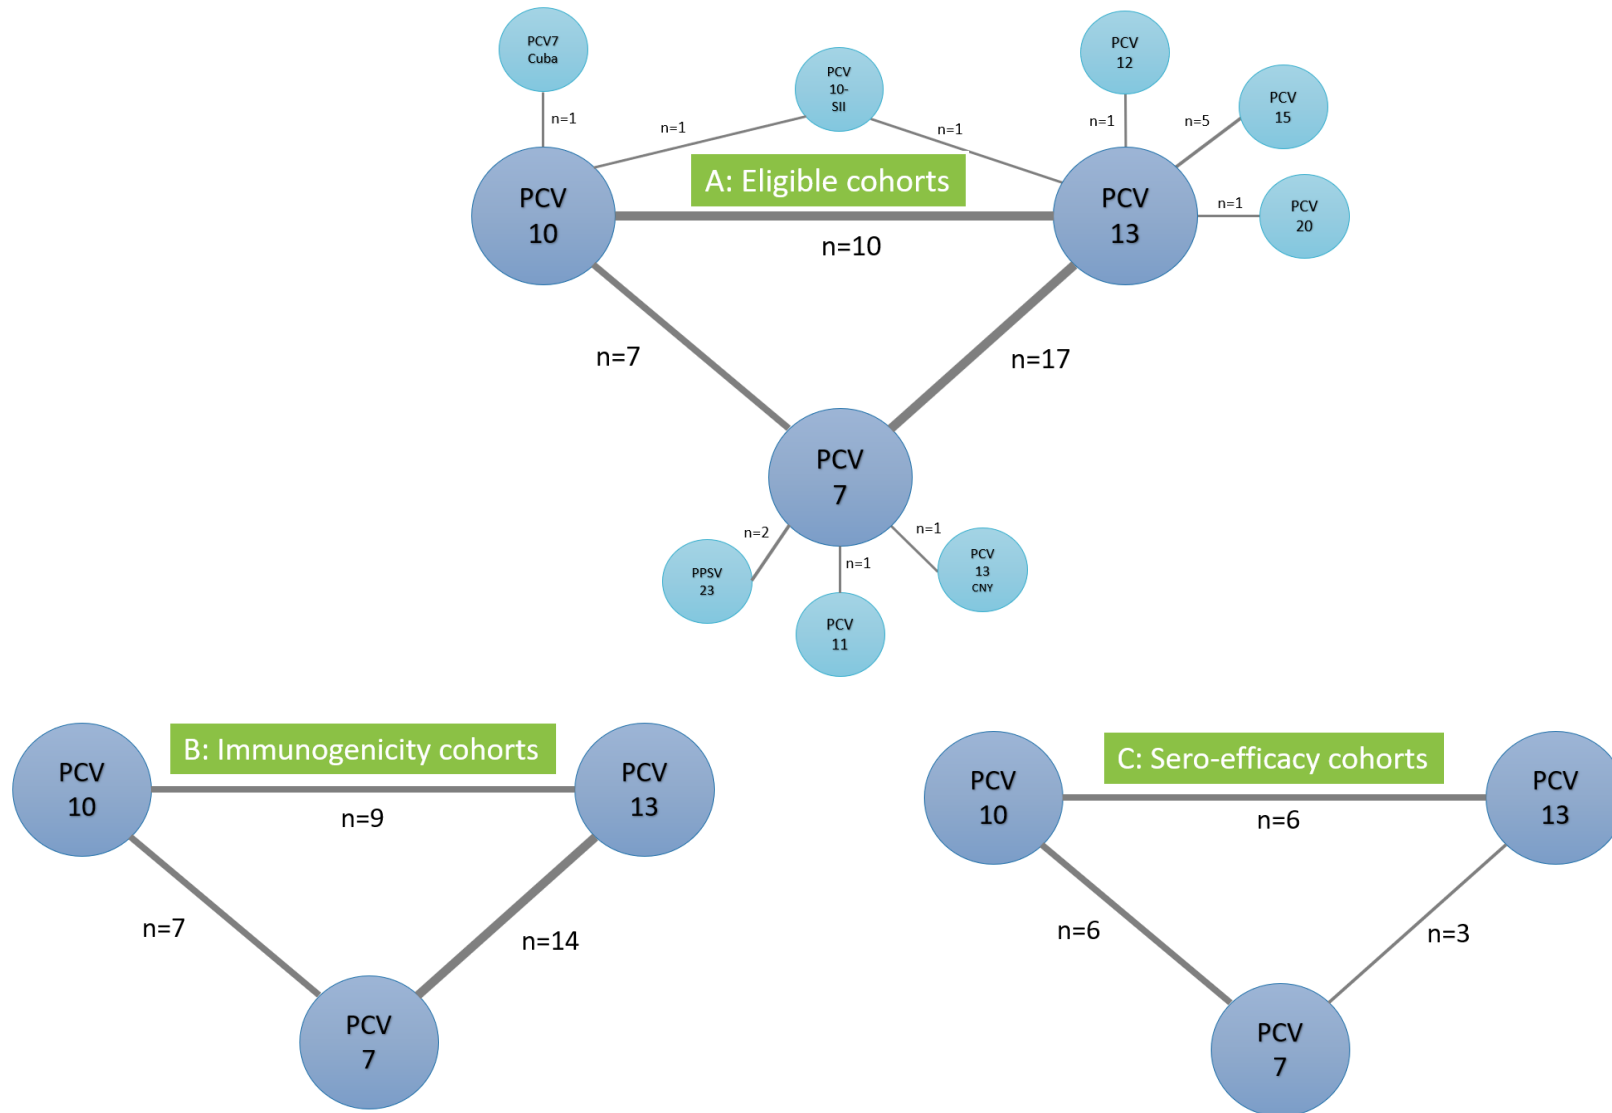 PCV7
Cuba
PCV
10-
SII
PCV
12
PCV
15
n=1
n=1
n=1
n=1
n=5
A: Eligible cohorts
PCV
10
PCV
13
n=1
PCV
20
n=10
n=7
n=17
PCV
7
n=2
n=1
n=1
PPSV
23
PCV
11
PCV
13
CNY
B: Immunogenicity cohorts
PCV
10
PCV
13
n=9
n=7
n=14
PCV
7
C: Sero-efficacy cohorts
PCV
10
PCV
13
n=6
n=6
n=3
PCV
7